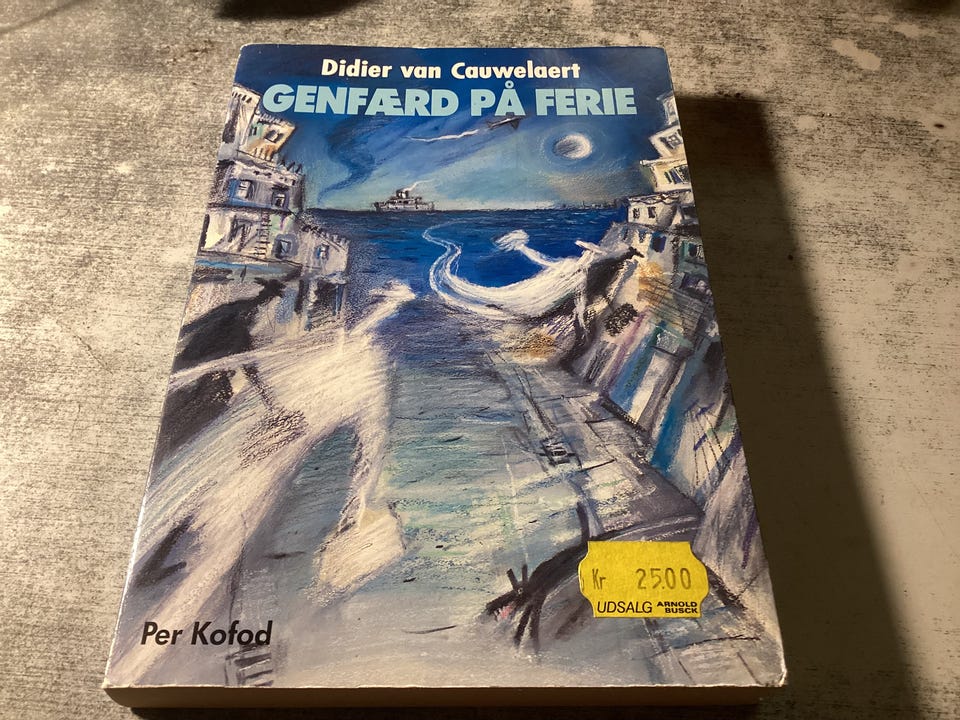 Didier van Cauwelaert
GENFÆRD PÅ FERIE
Kr 25.00
UDSALG ARNOLD BUSCK
Per Kofod